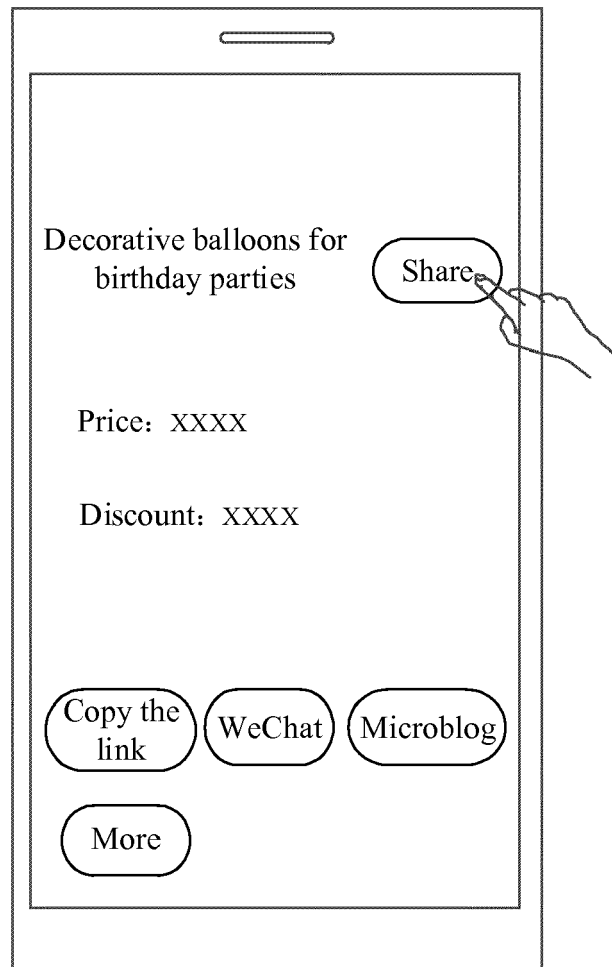 Decorative balloons for
birthday parties
Share
Price: XXXX
Discount: XXXX
Copy the
link
WeChat
Microblog
More